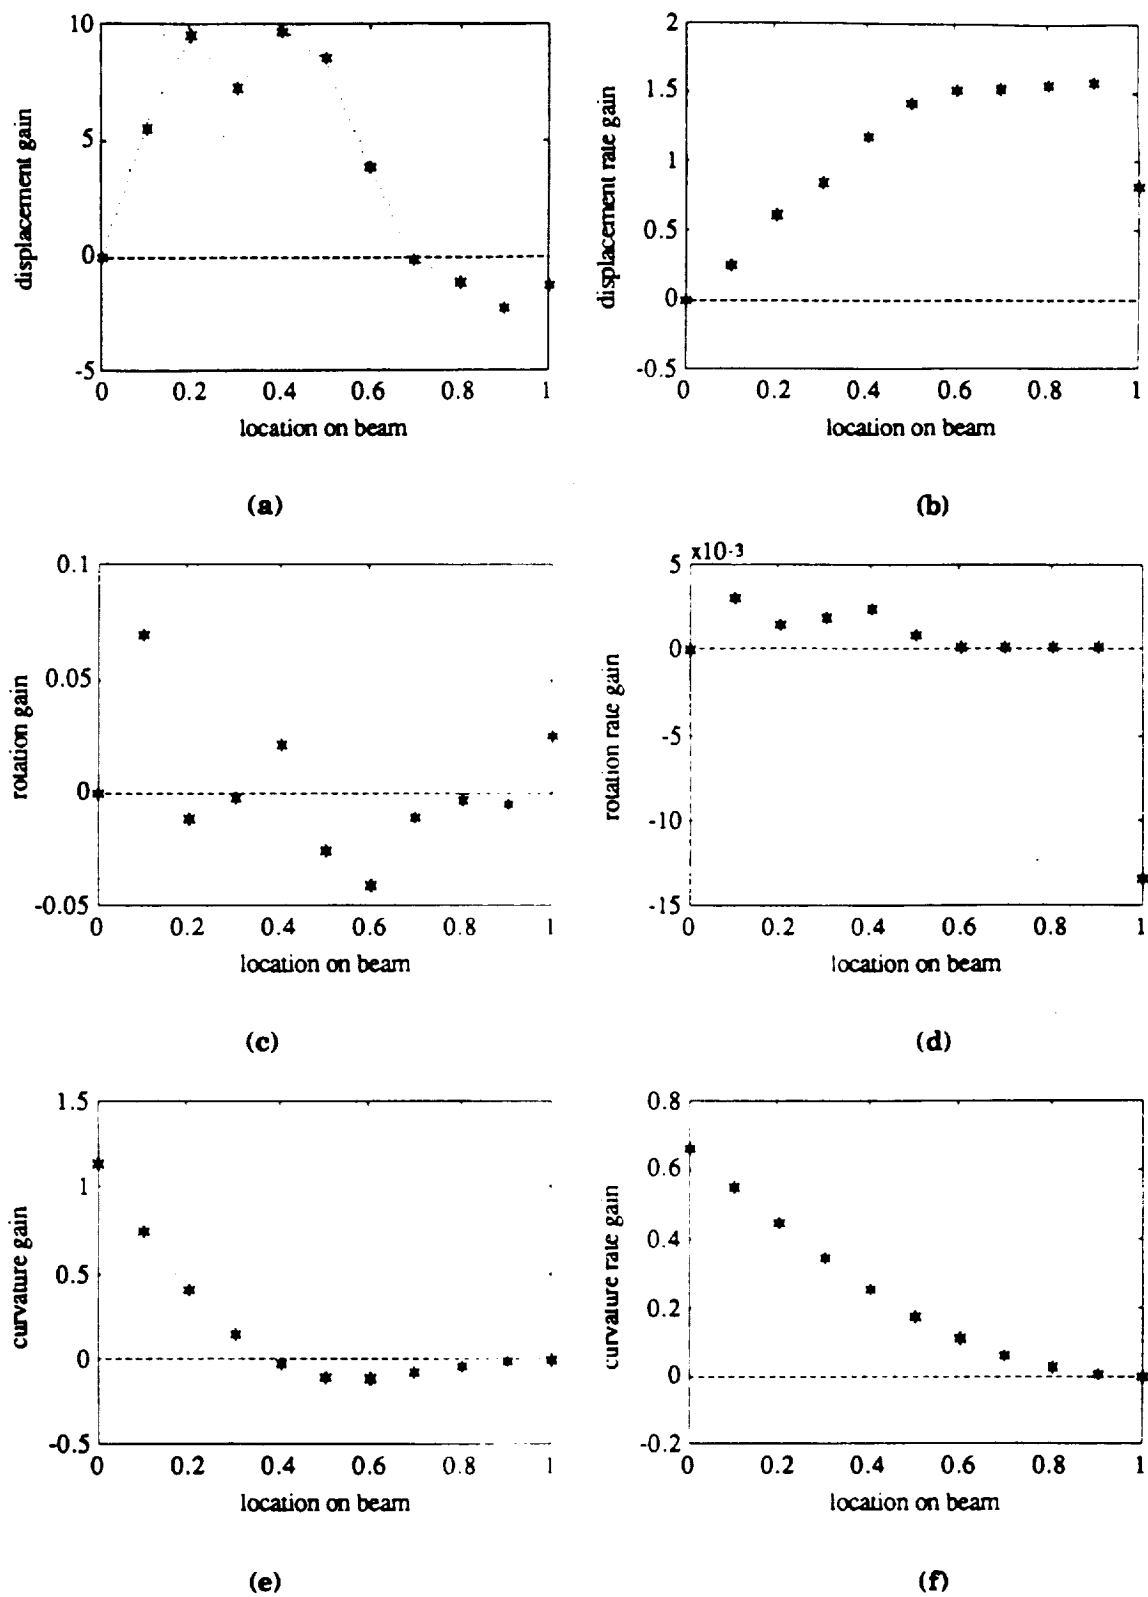 10
5
0
-5
displacement gain
0 0.2 0.4 0.6 0.8 1
location on beam
(a)
2
1.5
1
0.5
0
-0.5
displacement rate gain
0 0.2 0.4 0.6 0.8 1
location on beam
(b)
0.1
0.05
0
-0.05
rotation gain
0 0.2 0.4 0.6 0.8 1
location on beam
(c)
x10-3
5
0
-5
-10
-15
rotation rate gain
0 0.2 0.4 0.6 0.8 1
location on beam
(d)
1.5
1
0.5
0
-0.5
curvature gain
0 0.2 0.4 0.6 0.8 1
location on beam
(e)
0.8
0.6
0.4
0.2
0
-0.2
curvature rate gain
0 0.2 0.4 0.6 0.8 1
location on beam
(f)